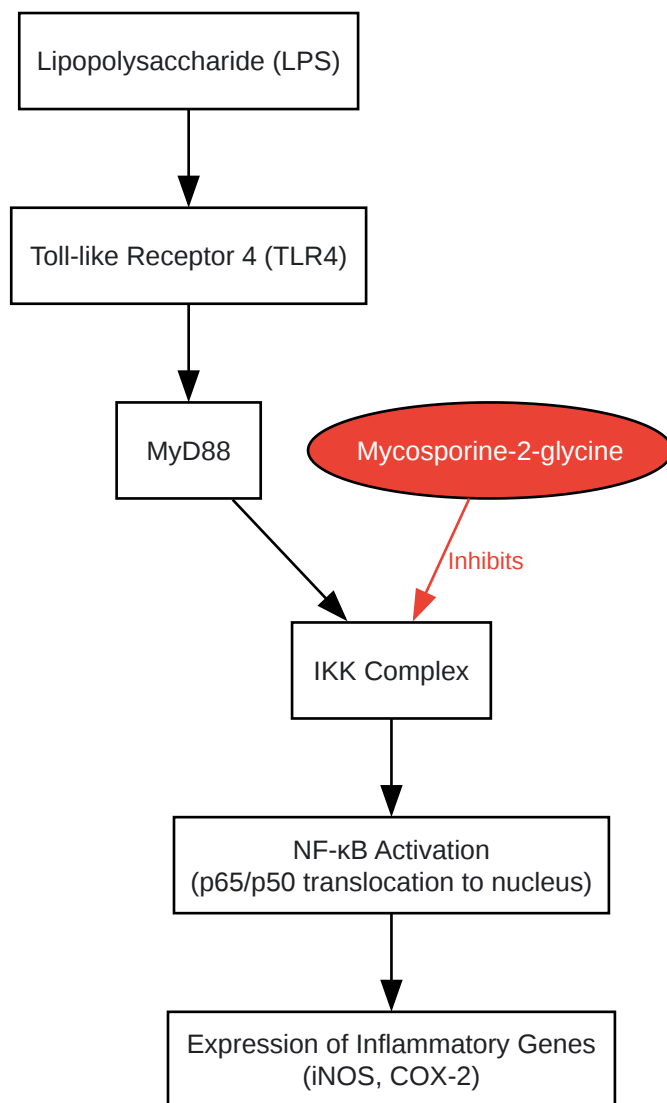 Lipopolysaccharide (LPS)
Toll-like Receptor 4 (TLR4)
MyD88
Mycosporine-2-glycine
Inhibits
IKK Complex
NF-κB Activation
(p65/p50 translocation to nucleus)
Expression of Inflammatory Genes
(iNOS, COX-2)